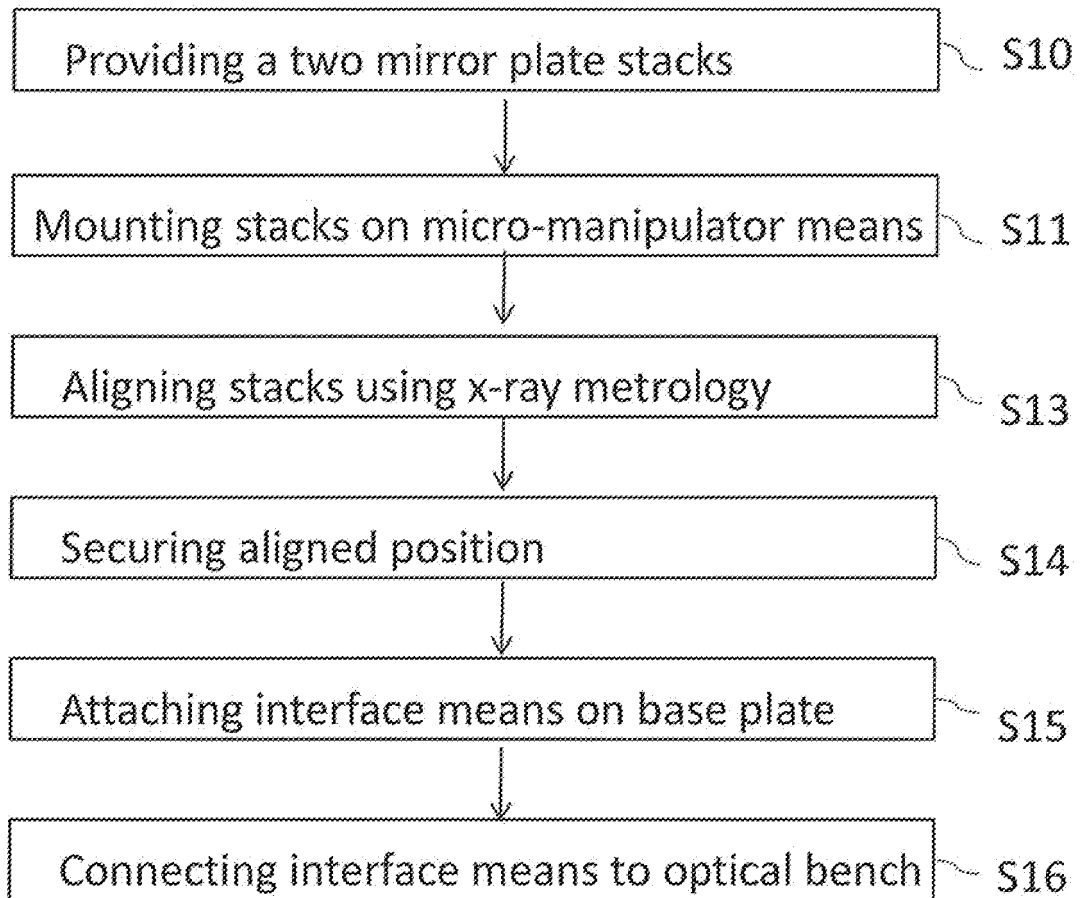 Providing a two mirror plate stacks S10
Mounting stacks on micro-manipulator means S11
Aligning stacks using x-ray metrology S13
Securing aligned position S14
Attaching interface means on base plate S15
Connecting interface means to optical bench S16